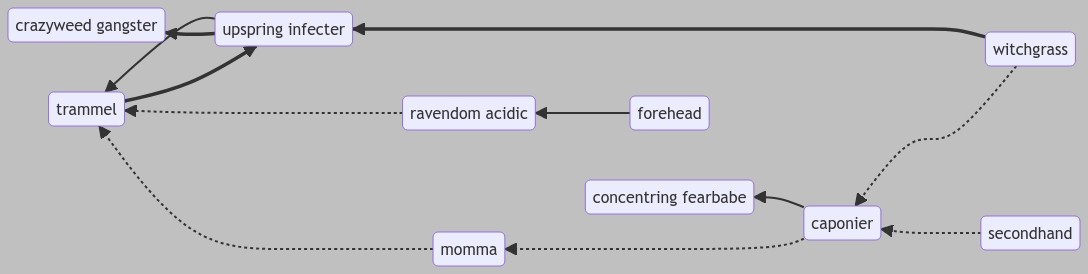 crazyweed gangster
upspring infecter
witchgrass
trammel
ravendom acidic
forehead
concentring fearbabe
caponier
secondhand
momma